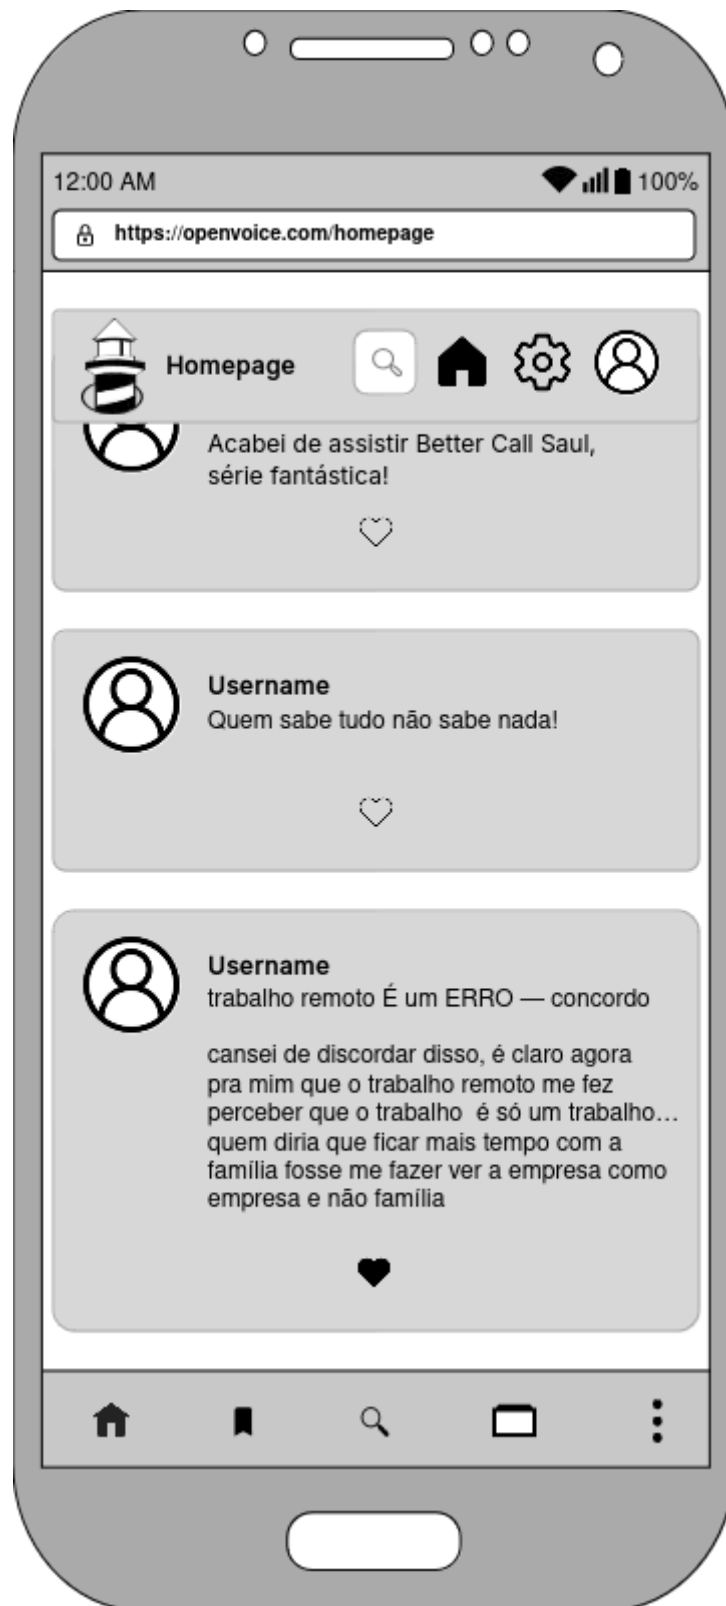 12:00 AM 100%
https://openvoice.com/homepage
Homepage
Acabei de assistir Better Call Saul,
série fantástica!
Username
Quem sabe tudo não sabe nada!
Username
trabalho remoto É um ERRO — concordo
cansei de discordar disso, é claro agora
pra mim que o trabalho remoto me fez
perceber que o trabalho  é só um trabalho...
quem diria que ficar mais tempo com a
família fosse me fazer ver a empresa como
empresa e não família